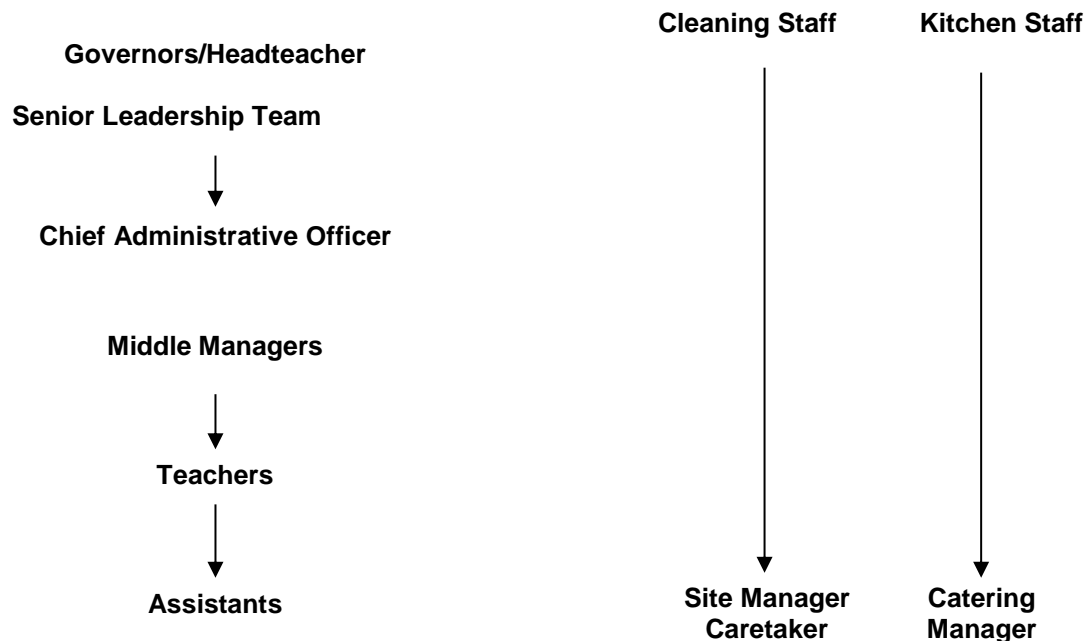 Cleaning Staff
Kitchen Staff
Governors/Headteacher
Senior Leadership Team
Chief Administrative Officer
Middle Managers
Teachers
Assistants
Site Manager
Caretaker
Catering
Manager